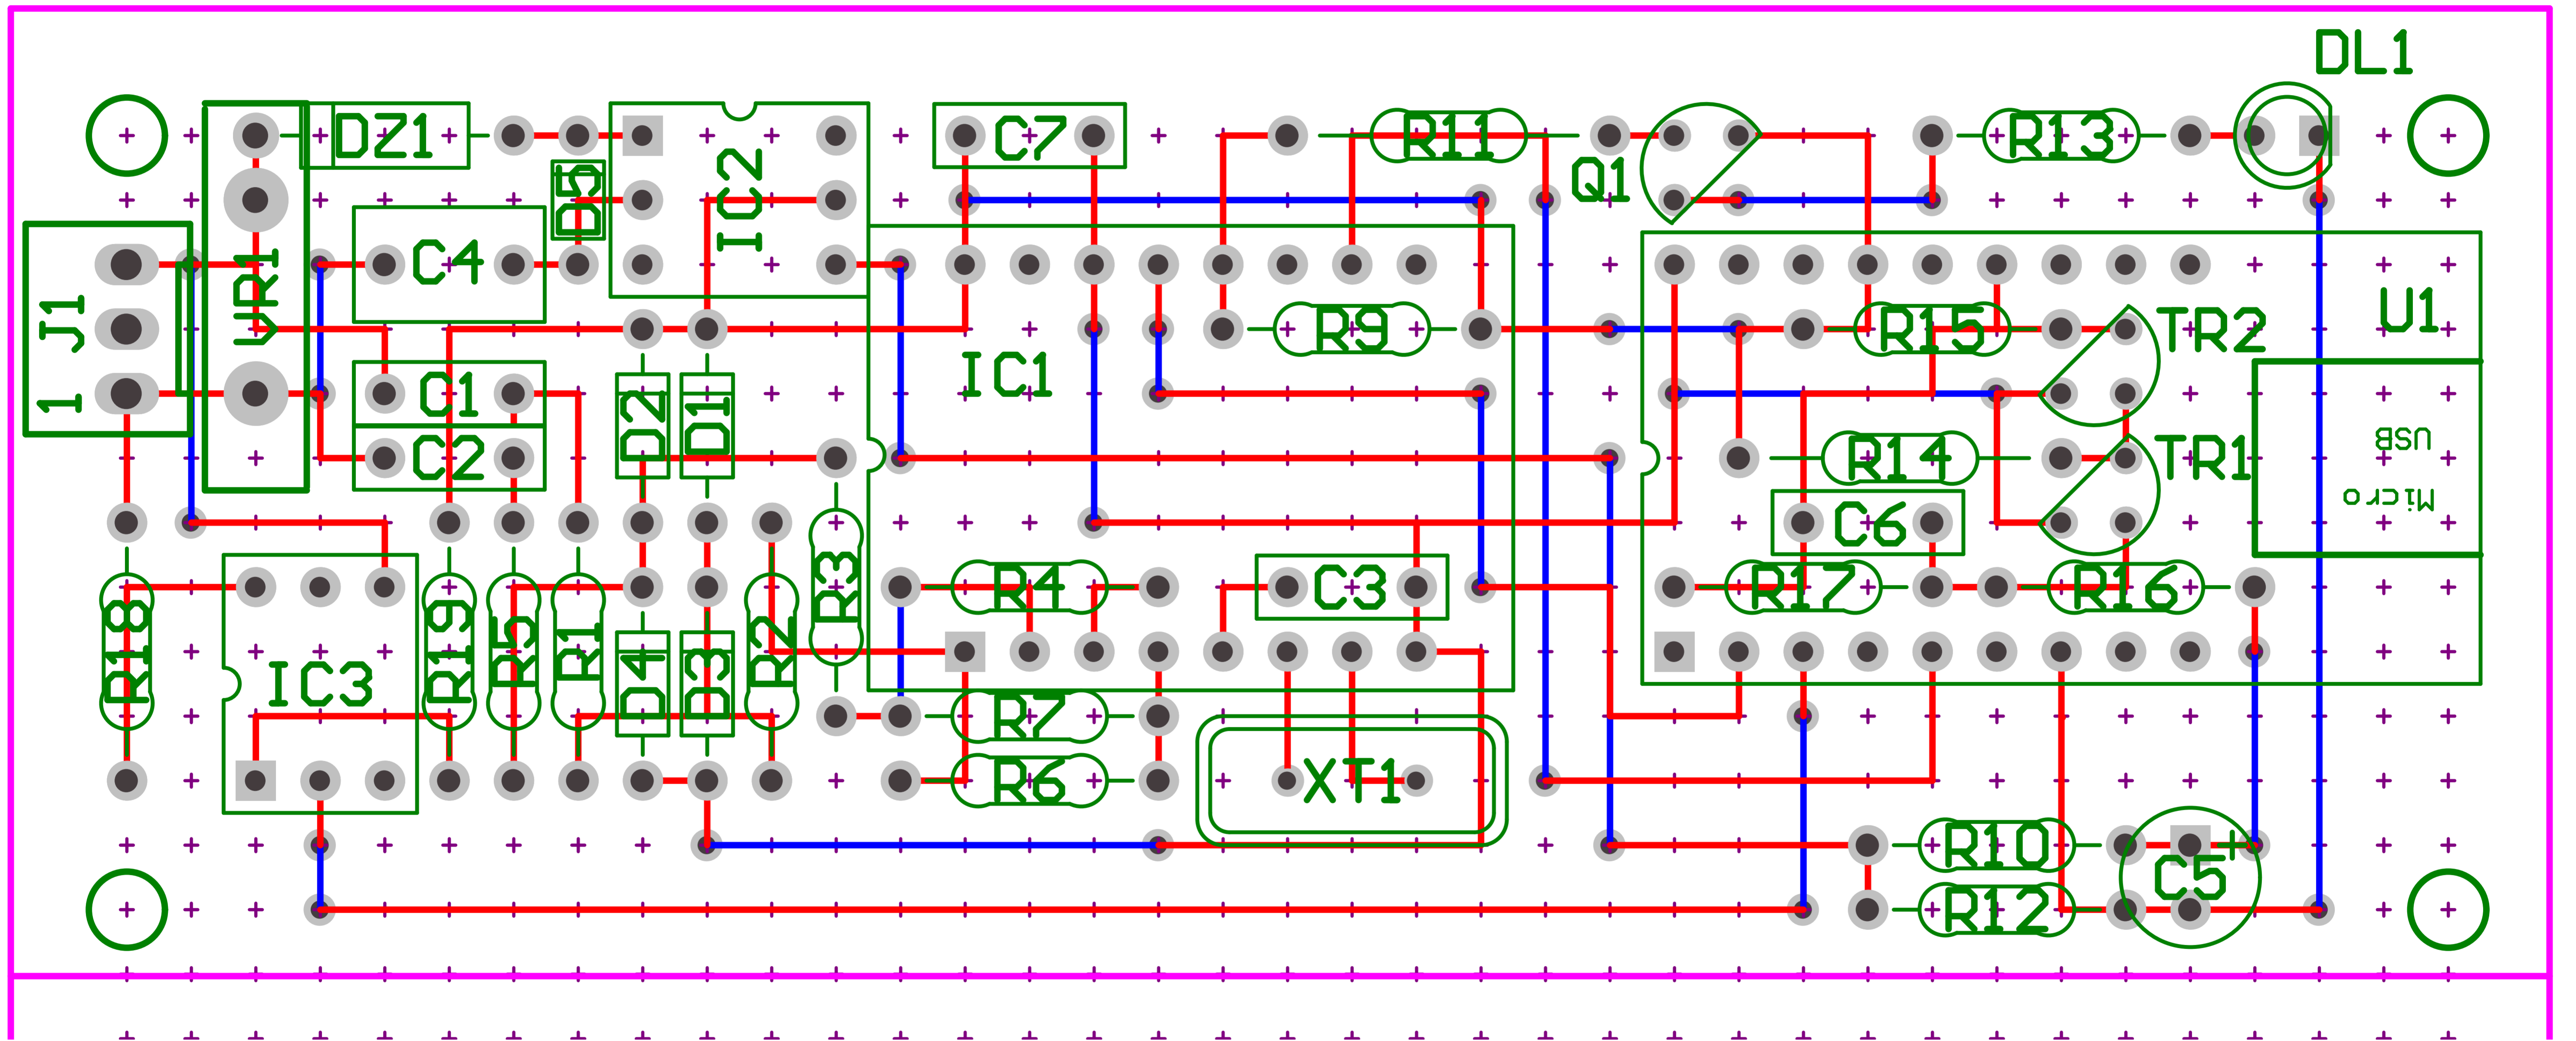 DL1
DZ1
C7
R11
R13
Q1
D5
IC2
C4
VR1
J1
1
R9
R15
TR2
U1
C1
IC1
D2
D1
C2
R14
TR1
USB
Micro
C6
R3
R4
C3
R17
R16
R18
IC3
R19
R5
R1
D4
D3
R2
R7
R6
XT1
R10
+
C5
R12